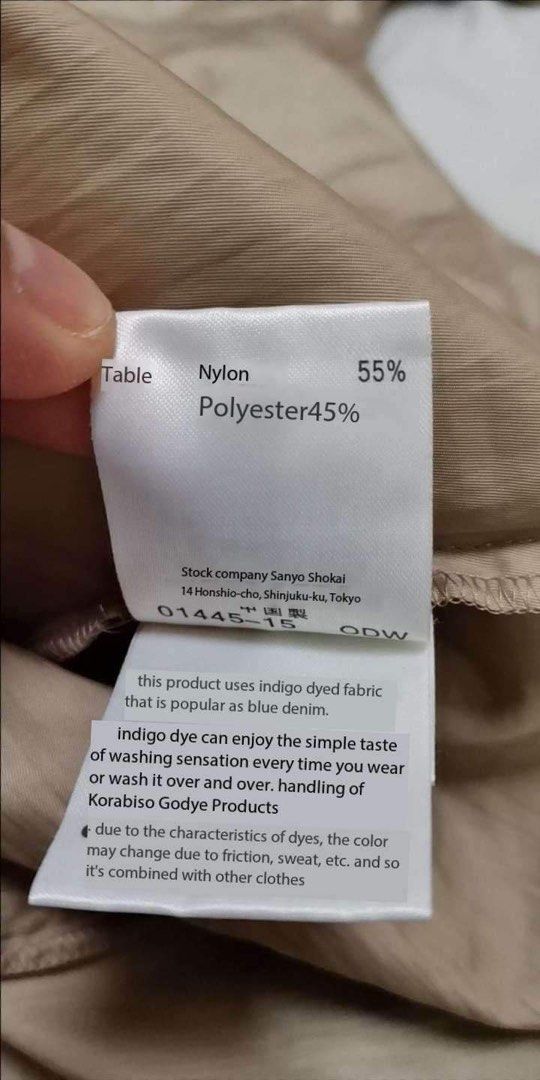 Table Nylon 55%
Polyester45%
Stock company Sanyo Shokai
14 Honshio-cho, Shinjuku-ku, Tokyo
中国製
01445-15 ODW
this product uses indigo dyed fabric
that is popular as blue denim.
indigo dye can enjoy the simple taste
of washing sensation every time you wear
or wash it over and over. handling of
Korabiso Godye Products
due to the characteristics of dyes, the color
may change due to friction, sweat, etc. and so
it's combined with other clothes